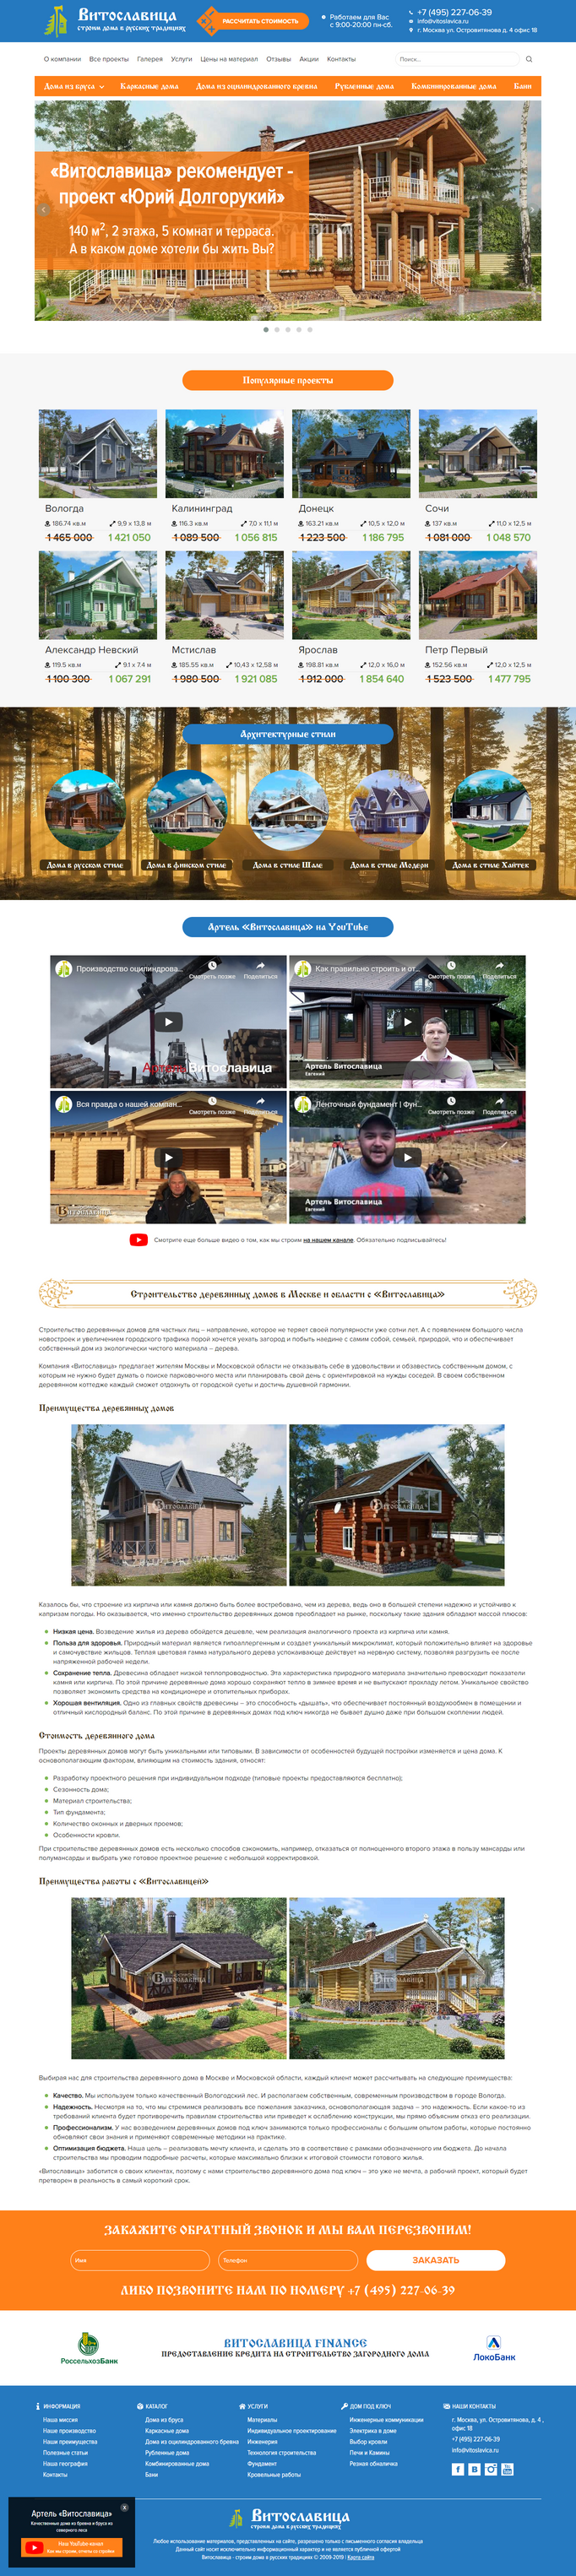 Витославица
строим дома в русских традициях
РАССЧИТАТЬ СТОИМОСТЬ
Работаем для Вас
с 9:00-20:00 пн-сб.
+7 (495) 227-06-39
info@vitoslavica.ru
г. Москва ул. Островитянова д. 4 офис 18
О компании Все проекты Галерея Услуги Цены на материал Отзывы Акции Контакты
Поиск...
Дома из бруса Каркасные дома Дома из оцилиндрованного бревна Рубленные дома Комбинированные дома Бани
«Витославица» рекомендует -
проект «Юрий Долгорукий»
140 м², 2 этажа, 5 комнат и терраса.
А в каком доме хотели бы жить Вы?
Популярные проекты
Вологда Калининград Донецк Сочи
186.74 кв.м 9.9 x 13,8 м 116.3 кв.м 7,0 x 11,1 м 163.21 кв.м 10,5 x 12,0 м 137 кв.м 11,0 x 12,5 м
1 465 000 1 421 050 1 089 500 1 056 815 1 223 500 1 186 795 1 081 000 1 048 570
Александр Невский Мстислав Ярослав Петр Первый
119.5 кв.м 9.1 x 7.4 м 185.55 кв.м 10,43 x 12,58 м 198.81 кв.м 12,0 x 16,0 м 152.56 кв.м 12,0 x 12,5 м
1 100 300 1 067 291 1 980 500 1 921 085 1 912 000 1 854 640 1 523 500 1 477 795
Архитектурные стили
Дома в русском стиле Дома в финском стиле Дома в стиле Шале Дома в стиле Модерн Дома в стиле Хайтек
Артель «Витославица» на YouTube
Производство оцилиндрова... Смотреть позже Поделиться
Как правильно строить и от... Смотреть позже Поделиться
Артель Витославица
Артель Витославица
Евгений
Вся правда о нашей компан... Смотреть позже Поделиться
Ленточный фундамент | Фун... Смотреть позже Поделиться
Витославица
Артель Витославица
Евгений
Смотрите еще больше видео о том, как мы строим на нашем канале. Обязательно подписывайтесь!
Строительство деревянных домов в Москве и области с «Витославица»
Строительство деревянных домов для частных лиц – направление, которое не теряет своей популярности уже сотни лет. А с появлением большого числа
новостроек и увеличением городского трафика порой хочется уехать загород и побыть наедине с самим собой, семьей, природой, что и обеспечивает
собственный дом из экологически чистого материала – дерева.
Компания «Витославица» предлагает жителям Москвы и Московской области не отказывать себе в удовольствии и обзавестись собственным домом, с
которым не нужно будет думать о поиске парковочного места или планировать свой день с ориентировкой на нужды соседей. В своем собственном
деревянном коттедже каждый сможет отдохнуть от городской суеты и достичь душевной гармонии.
Преимущества деревянных домов
Витославица
Витославица
Казалось бы, что строение из кирпича или камня должно быть более востребовано, чем из дерева, ведь оно в большей степени надежно и устойчиво к
капризам погоды. Но оказывается, что именно строительство деревянных домов преобладает на рынке, поскольку такие здания обладают массой плюсов:
Низкая цена. Возведение жилья из дерева обойдется дешевле, чем реализация аналогичного проекта из кирпича или камня.
Польза для здоровья. Природный материал является гипоаллергенным и создает уникальный микроклимат, который положительно влияет на здоровье
и самочувствие жильцов. Теплая цветовая гамма натурального дерева успокаивающе действует на нервную систему, позволяя разгрузить ее после
напряженной рабочей недели.
Сохранение тепла. Древесина обладает низкой теплопроводностью. Эта характеристика природного материала значительно превосходит показатели
камня или кирпича. По этой причине деревянные дома хорошо сохраняют тепло в зимнее время и не выпускают прохладу летом. Уникальное свойство
позволяет экономить средства на кондиционере и отопительных приборах.
Хорошая вентиляция. Одно из главных свойств древесины – это способность «дышать», что обеспечивает постоянный воздухообмен в помещении и
отличный кислородный баланс. По этой причине в деревянных домах под ключ никогда не бывает душно даже при большом скоплении людей.
Стоимость деревянного дома
Проекты деревянных домов могут быть уникальными или типовыми. В зависимости от особенностей будущей постройки изменяется и цена дома. К
основополагающим факторам, влияющим на стоимость здания, относят:
Разработку проектного решения при индивидуальном подходе (типовые проекты предоставляются бесплатно);
Сезонность дома;
Материал строительства;
Тип фундамента;
Количество оконных и дверных проемов;
Особенности кровли.
При строительстве деревянных домов есть несколько способов сэкономить, например, отказаться от полноценного второго этажа в пользу мансарды или
полумансарды и выбрать уже готовое проектное решение с небольшой корректировкой.
Преимущества работы с «Витославицей»
Витославица
Витославица
Выбирая нас для строительства деревянного дома в Москве и Московской области, каждый клиент может рассчитывать на следующие преимущества:
Качество. Мы используем только качественный Вологодский лес. И располагаем собственным, современным производством в городе Вологда.
Надежность. Несмотря на то, что мы стремимся реализовать все пожелания заказчика, основополагающая задача – это надежность. Если какое-то из
требований клиента будет противоречить правилам строительства или приведет к ослаблению конструкции, мы прямо объясним отказ его реализации.
Профессионализм. У нас возведением деревянных домов под ключ занимаются только профессионалы с большим опытом работы, которые постоянно
обновляют свои знания и применяют современные методики на практике.
Оптимизация бюджета. Наша цель – реализовать мечту клиента, и сделать это в соответствии с рамками обозначенного им бюджета. До начала
строительства мы проводим подробные расчеты, которые максимально близки к итоговой стоимости готового жилья.
«Витославица» заботится о своих клиентах, поэтому с нами строительство деревянного дома под ключ – это уже не мечта, а рабочий проект, который будет
претворен в реальность в самый короткий срок.
ЗАКАЖИТЕ ОБРАТНЫЙ ЗВОНОК И МЫ ВАМ ПЕРЕЗВОНИМ!
Имя Телефон ЗАКАЗАТЬ
ЛИБО ПОЗВОНИТЕ НАМ ПО НОМЕРУ +7 (495) 227-06-39
РоссельхозБанк
ВИТОСЛАВИЦА FINANCE
ПРЕДОСТАВЛЕНИЕ КРЕДИТА НА СТРОИТЕЛЬСТВО ЗАГОРОДНОГО ДОМА
ЛокоБанк
ИНФОРМАЦИЯ
Наша миссия
Наше производство
Наши преимущества
Полезные статьи
Наша география
Контакты
КАТАЛОГ
Дома из бруса
Каркасные дома
Дома из оцилиндрованного бревна
Рубленные дома
Комбинированные дома
Бани
УСЛУГИ
Материалы
Индивидуальное проектирование
Инженерия
Технология строительства
Фундамент
Кровельные работы
ДОМ ПОД КЛЮЧ
Инженерные коммуникации
Электрика в доме
Выбор кровли
Печи и Камины
Резная обналичка
НАШИ КОНТАКТЫ
г. Москва, ул. Островитянова, д. 4 ,
офис 18
+7 (495) 227-06-39
info@vitoslavica.ru
Артель «Витославица»
Качественные дома из бревна и бруса из
северного леса
Наш YouTube-канал
Как мы строим, отчеты со стройки
Витославица
строим дома в русских традициях
Любое использование материалов, представленных на сайте, разрешено только с письменного согласия владельца
Данный сайт носит исключительно информационный характер и не является публичной офертой
Витославица - строим дома в русских традициях © 2009-2019 | Карта сайта